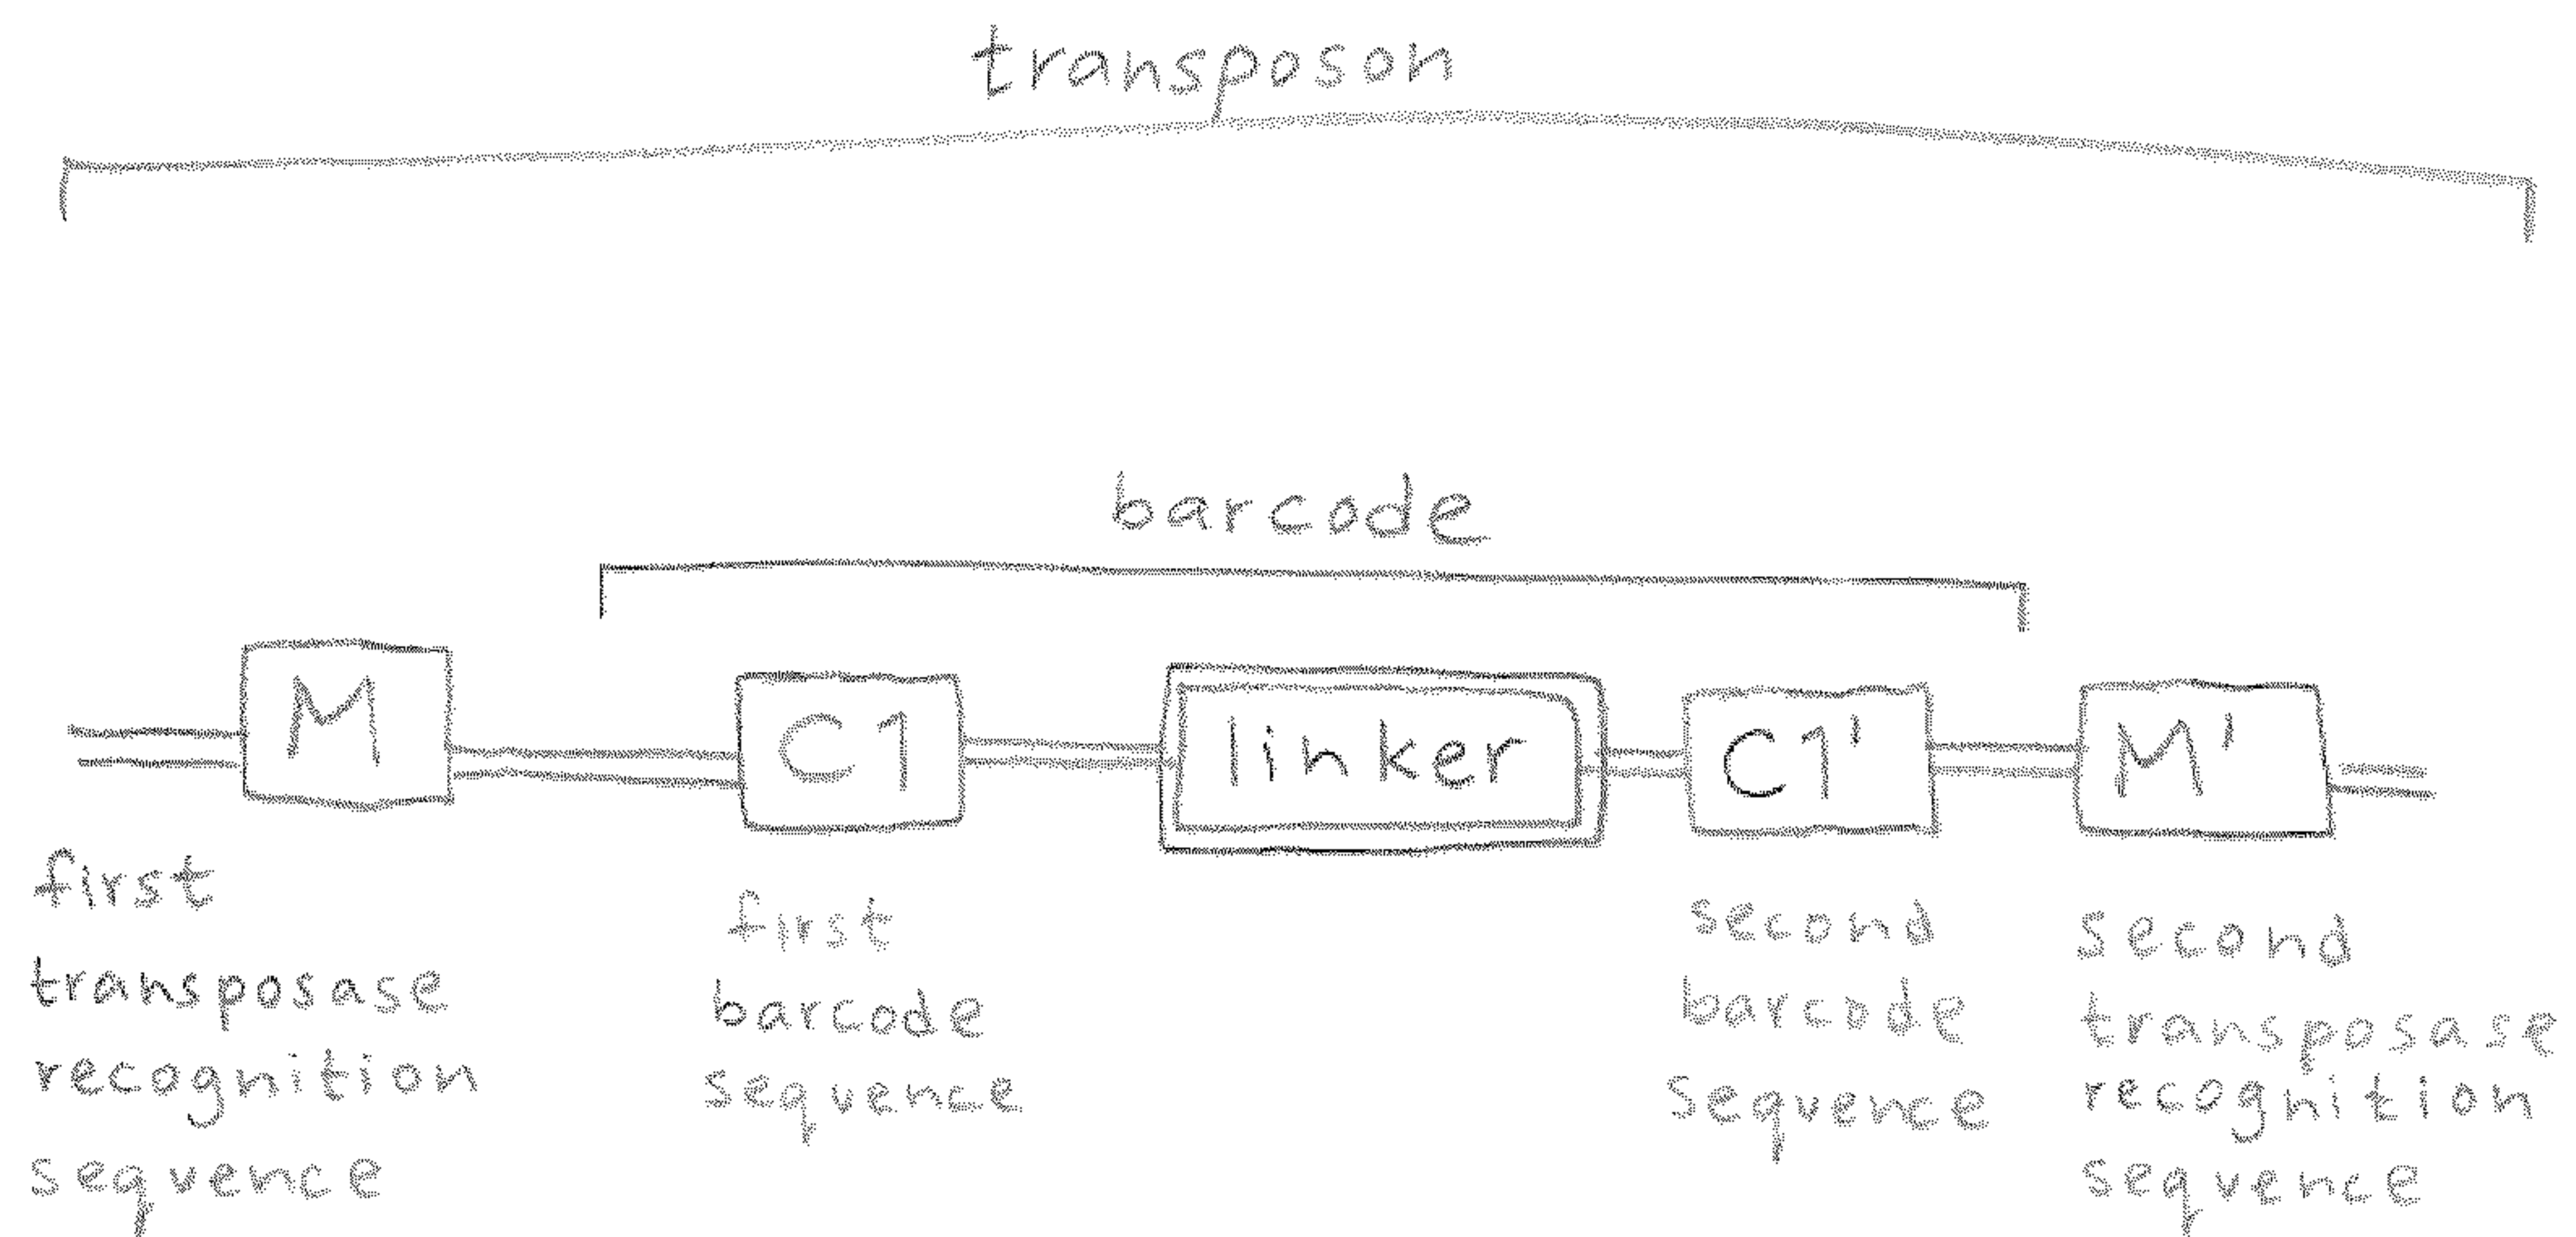 transposon
barcode
M C1 linker C1' M'
first
transposase
recognition
sequence
first
barcode
sequence
second
barcode
sequence
second
transposase
recognition
sequence